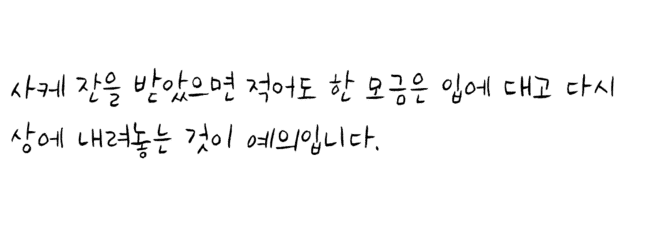 사케 잔을 받았으면 적어도 한 모금은 입에 대고 다시
상에 내려놓는 것이 예의입니다.